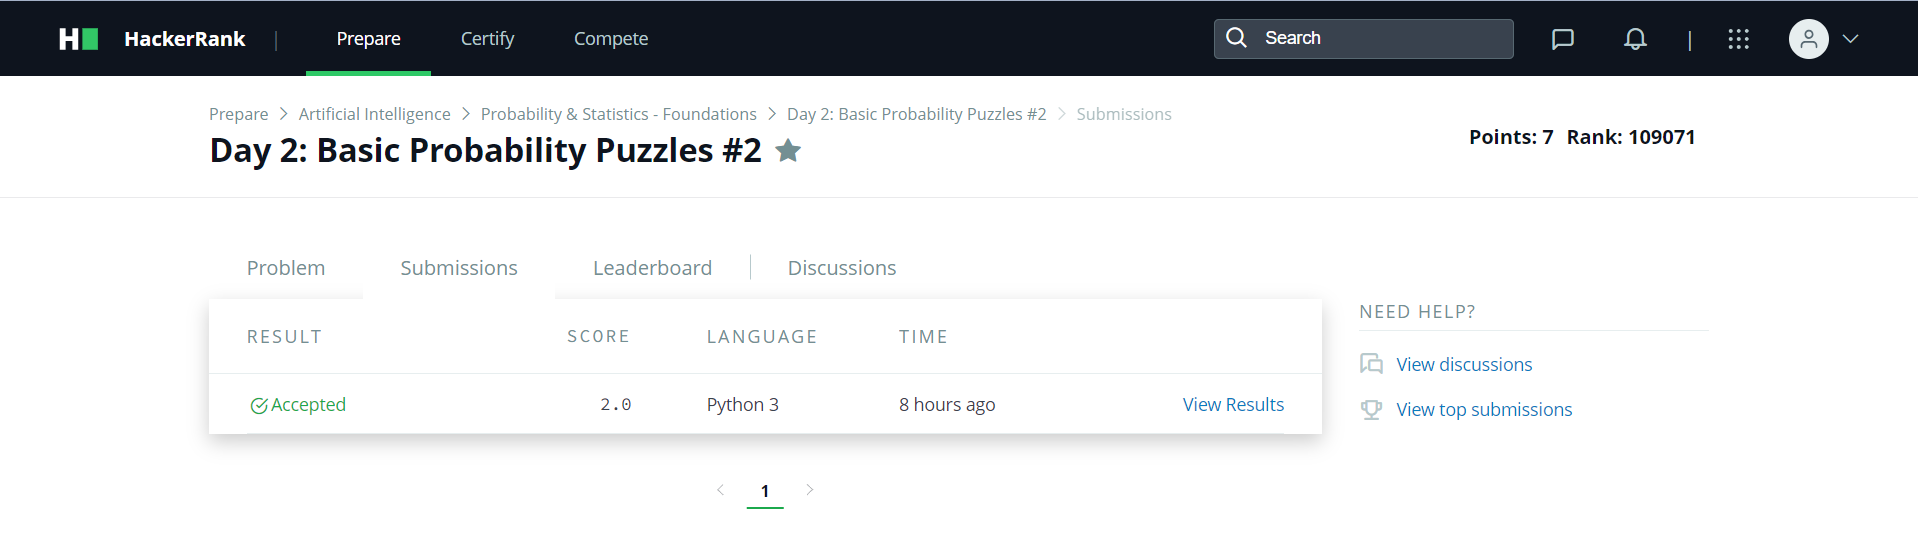 H HackerRank | Prepare Certify Compete Search |
Prepare > Artificial Intelligence > Probability & Statistics - Foundations > Day 2: Basic Probability Puzzles #2 > Submissions
Day 2: Basic Probability Puzzles #2
Points: 7 Rank: 109071
Problem Submissions Leaderboard Discussions
RESULT SCORE LANGUAGE TIME
Accepted 2.0 Python 3 8 hours ago View Results
1
NEED HELP?
View discussions
View top submissions